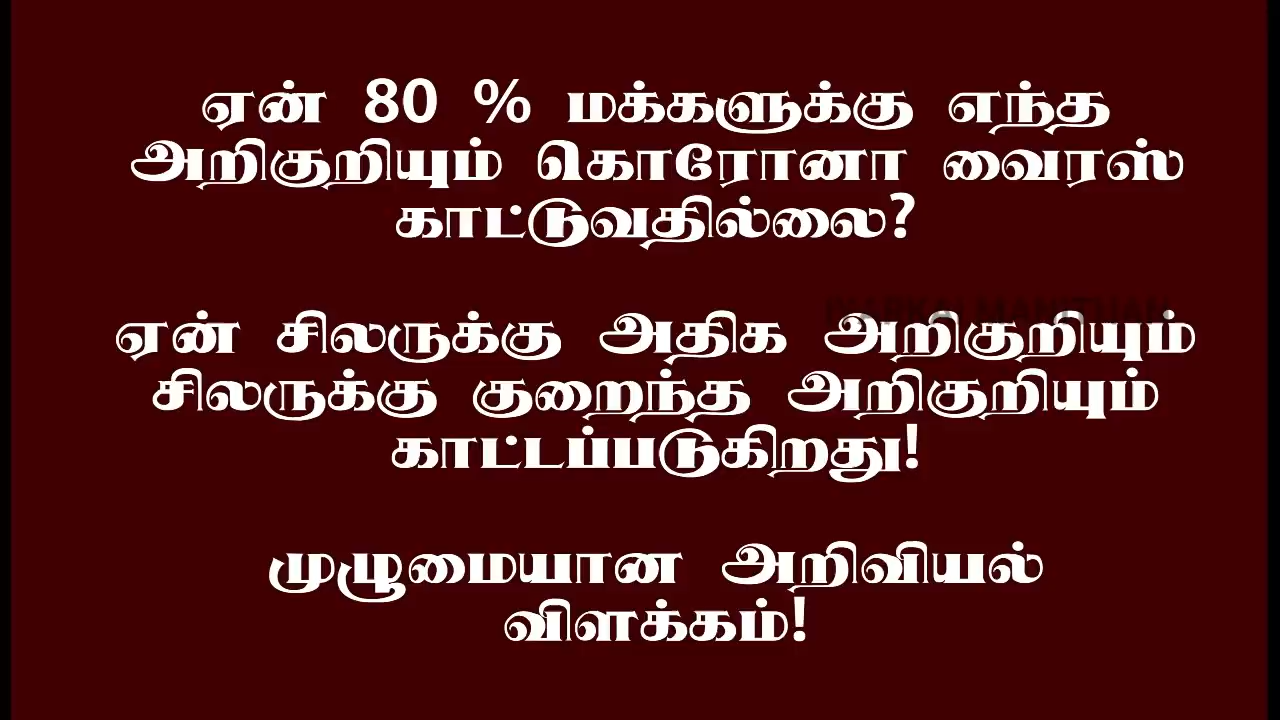 ஏன் 80 % மக்களுக்கு எந்த
அறிகுறியும் கொரோனா வைரஸ்
காட்டுவதில்லை?
ஏன் சிலருக்கு அதிக அறிகுறியும்
சிலருக்கு குறைந்த அறிகுறியும்
காட்டப்படுகிறது!
முழுமையான அறிவியல்
விளக்கம்!